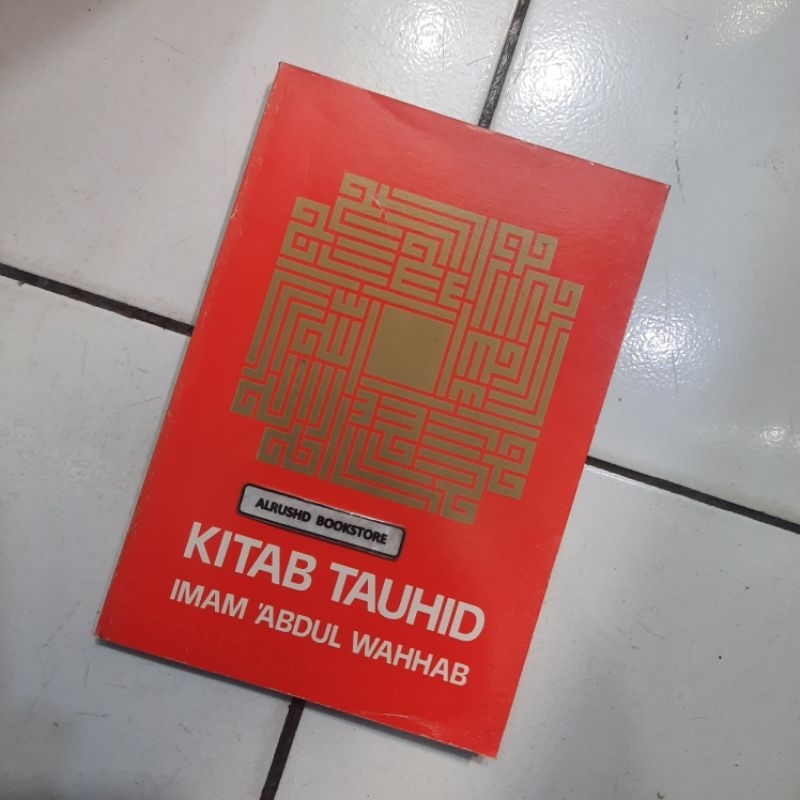 ALRUSHD BOOKSTORE
KITAB TAUHID
IMAM 'ABDUL WAHHAB